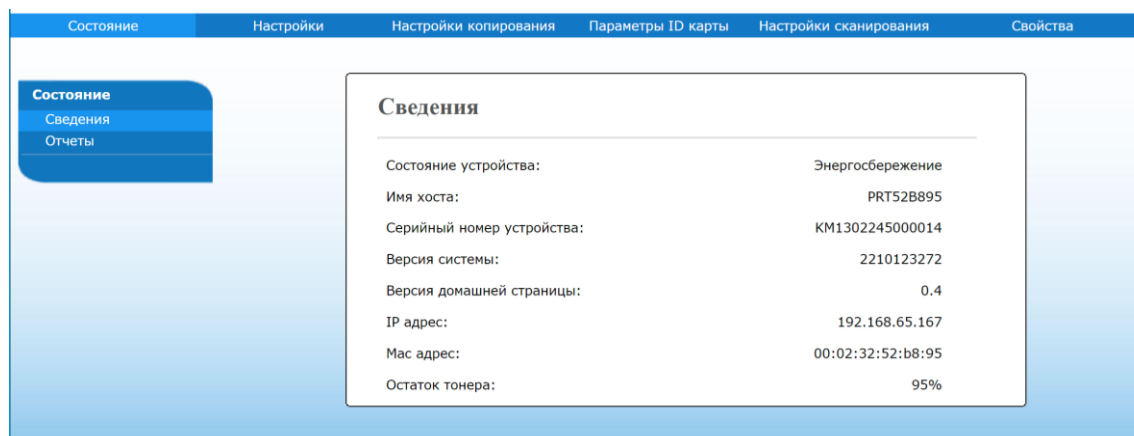 Состояние Настройки Настройки копирования Параметры ID карты Настройки сканирования Свойства
Состояние
Сведения
Отчеты
Сведения
Состояние устройства: Энергосбережение
Имя хоста: PRT52B895
Серийный номер устройства: KM1302245000014
Версия системы: 2210123272
Версия домашней страницы: 0.4
IP адрес: 192.168.65.167
Mac адрес: 00:02:32:52:b8:95
Остаток тонера: 95%